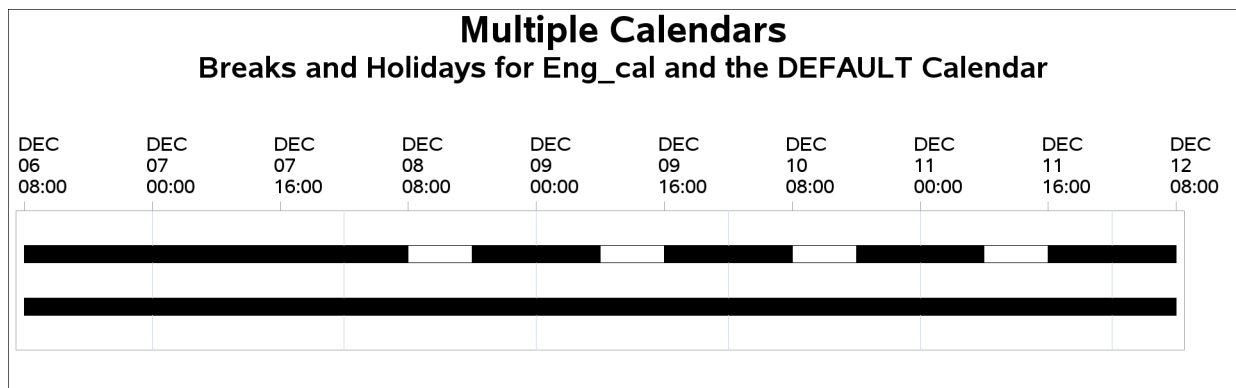 Multiple Calendars
Breaks and Holidays for Eng_cal and the DEFAULT Calendar
DEC DEC DEC DEC DEC DEC DEC DEC DEC DEC
06 07 07 08 09 09 10 11 11 12
08:00 00:00 16:00 08:00 00:00 16:00 08:00 00:00 16:00 08:00